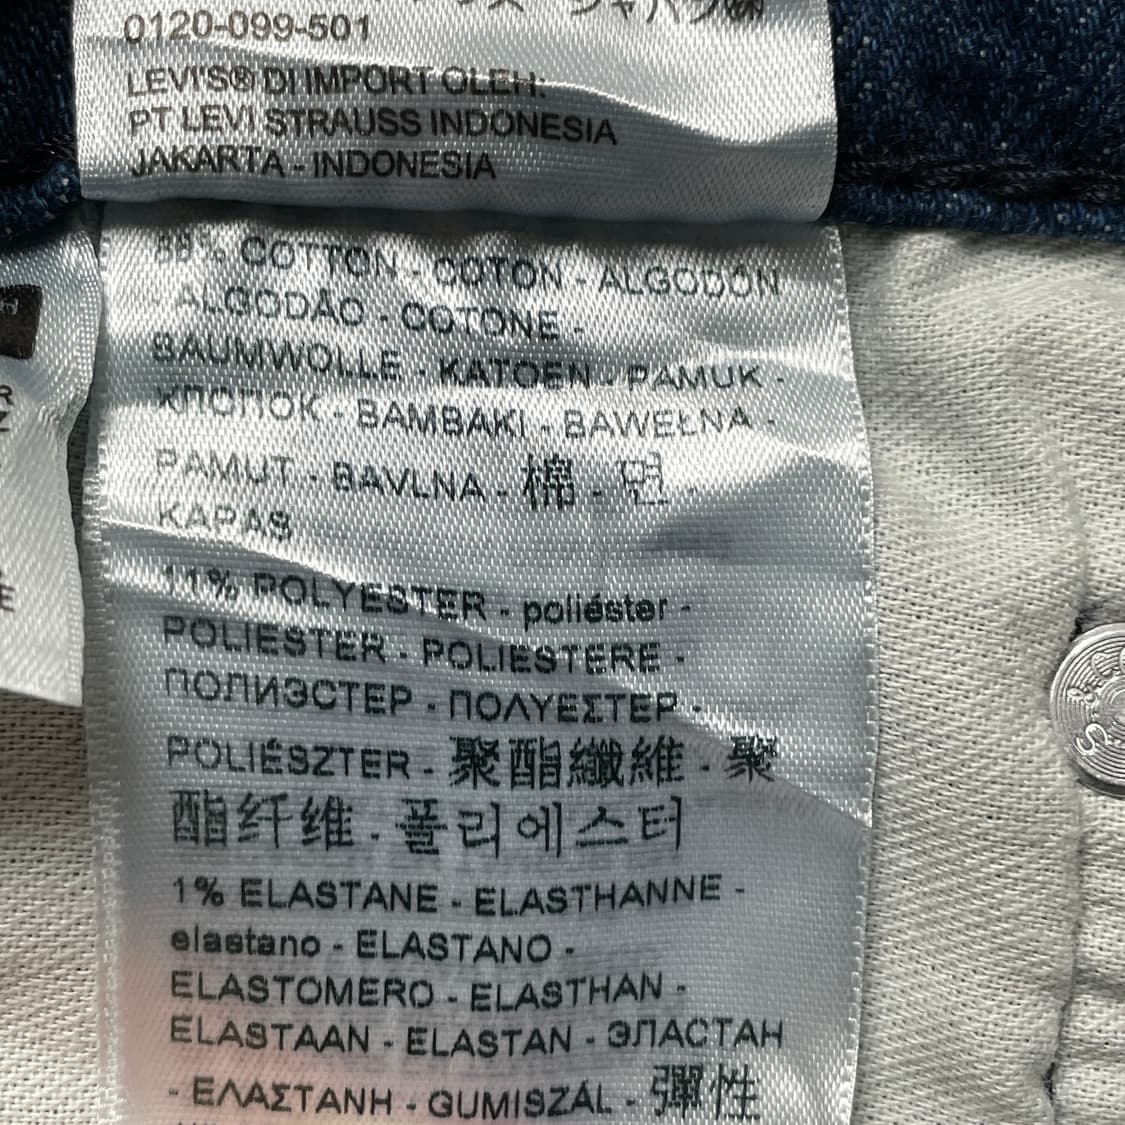 0120-099-501
LEVI'S® DI IMPORT OLEH:
PT LEVI STRAUSS INDONESIA
JAKARTA - INDONESIA
88% COTTON - COTON - ALGODÓN
- ALGODÃO - COTONE -
BAUMWOLLE - KATOEN - PAMUK -
ХЛОПОК - BAMBAKI - BAWEŁNA -
PAMUT - BAVLNA - 棉 - 면 -
KAPAS
11% POLYESTER - poliéster -
POLIESTER - POLIESTERE -
ПОЛИЭСТЕР - ΠΟΛΥΕΣΤΕΡ -
POLIÉSZTER - 聚酯纖維 - 聚
酯纤维 - 폴리에스터
1% ELASTANE - ELASTHANNE -
elastano - ELASTANO -
ELASTOMERO - ELASTHAN -
ELASTAAN - ELASTAN - ЭЛАСТАН
- ΕΛΑΣΤΑΝΗ - GUMISZÁL - 彈性